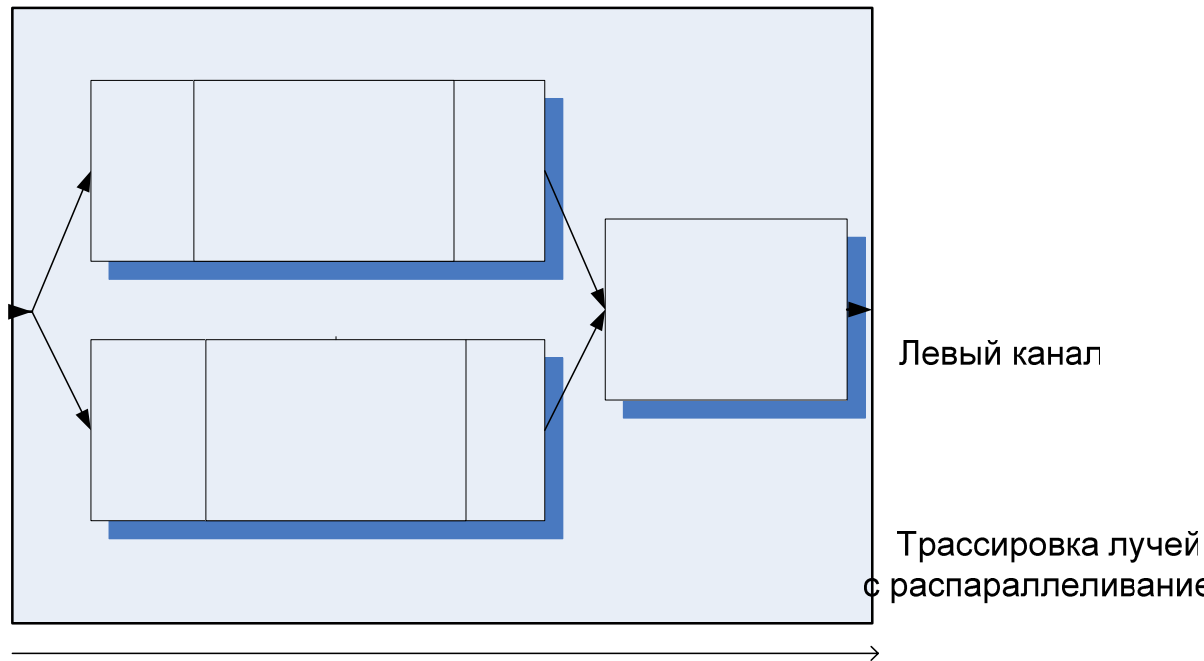 Левый канал
Трассировка лучей
с распараллеливание